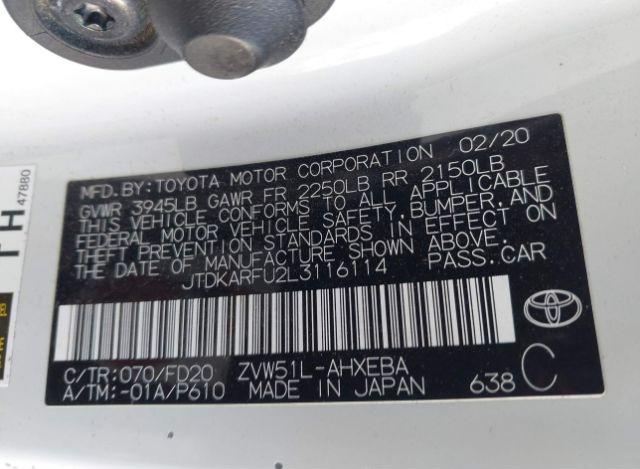 MFD. BY: TOYOTA MOTOR CORPORATION 02/20
GVWR 3945LB GAWR FR 2250LB RR 2150LB
THIS VEHICLE CONFORMS TO ALL APPLICABLE
FEDERAL MOTOR VEHICLE SAFETY, BUMPER, AND
THEFT PREVENTION STANDARDS IN EFFECT ON
THE DATE OF MANUFACTURE SHOWN ABOVE.
JTDKARFU2L3116114 PASS.CAR
C/TR:070/FD20 ZVW51L-AHXEBA
A/TM:-01A/P610 MADE IN JAPAN 638 C
47880